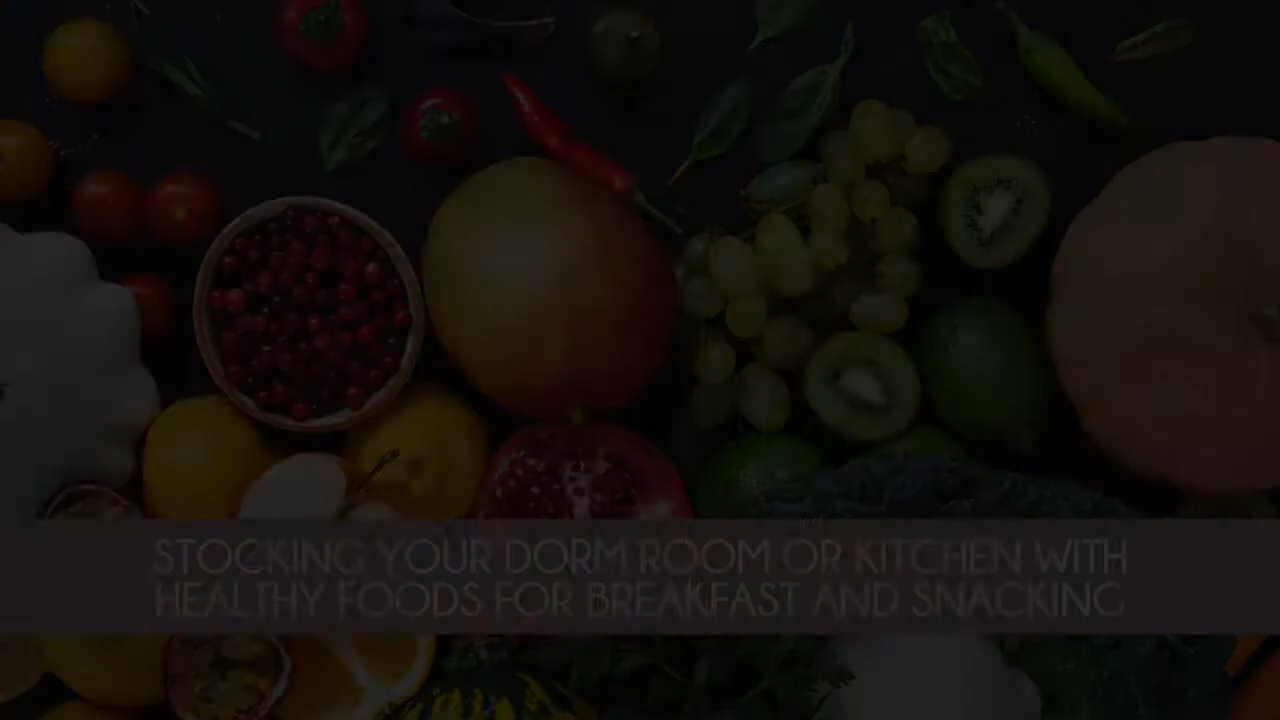 STOCKING YOUR DORM ROOM OR KITCHEN WITH
HEALTHY FOODS FOR BREAKFAST AND SNACKING